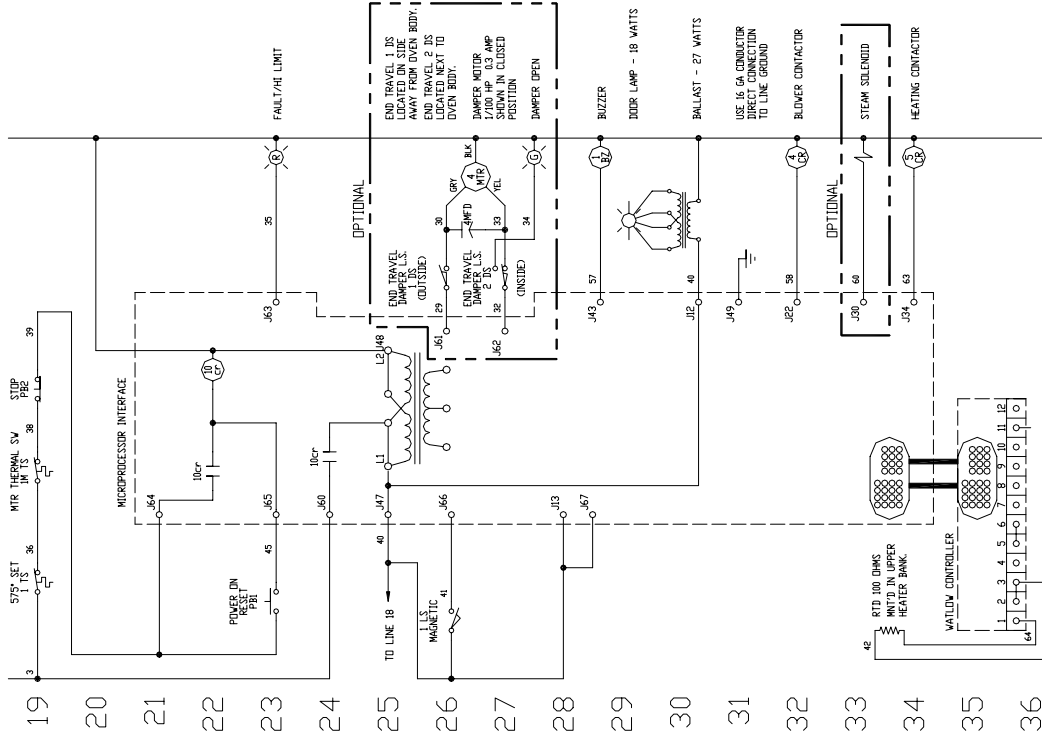 19
3
575° SET
1 TS
36
MTR THERMAL SW
1M TS
38
STOP
PB2
39
20
MICROPROCESSOR INTERFACE
21
J64
22
10cr
10
cr
POWER ON
RESET
PB1
23
45
J65
J63
35
R
FAULT/HI LIMIT
24
J60
10cr
25
TO LINE 18
40
J47
L1
L2
J48
OPTIONAL
END TRAVEL
DAMPER L.S.
1 DS
(OUTSIDE)
END TRAVEL 1 DS
LOCATED ON SIDE
AWAY FROM OVEN BODY.
END TRAVEL 2 DS
LOCATED NEXT TO
OVEN BODY.
26
1 LS
MAGNETIC
41
J66
J61
29
30
GRY
4MFD
4
MTR
BLK
YEL
DAMPER MOTOR
1/100 HP 0.3 AMP
SHOWN IN CLOSED
POSITION
END TRAVEL
DAMPER L.S.
2 DS
(INSIDE)
27
J62
32
33
34
G
DAMPER OPEN
28
J13
J67
29
J43
57
1
BZ
BUZZER
DOOR LAMP - 18 WATTS
30
J12
40
BALLAST - 27 WATTS
31
J49
USE 16 GA CONDUCTOR
DIRECT CONNECTION
TO LINE GROUND
32
J22
58
4
CR
BLOWER CONTACTOR
OPTIONAL
33
J30
60
STEAM SOLENOID
34
J34
63
5
CR
HEATING CONTACTOR
42
RTD 100 OHMS
MNT'D IN UPPER
HEATER BANK.
35
WATLOW CONTROLLER
36
64
1
2
3
4
5
6
7
8
9
10
11
12